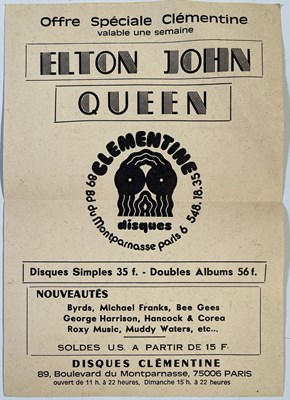 Offre Spéciale Clémentine
valable une semaine
ELTON JOHN
QUEEN
CLEMENTINE
disques
89, Bd du Montparnasse paris 6 548.18.35
Disques Simples 35 f. - Doubles Albums 56 f.
NOUVEAUTÉS
Byrds, Michael Franks, Bee Gees
George Harrison, Hancock & Corea
Roxy Music, Muddy Waters, etc...
SOLDES U.S. A PARTIR DE 15 F.
DISQUES CLÉMENTINE
89, Boulevard du Montparnasse, 75006 PARIS
ouvert de 11 h. à 22 heures, Dimanche 15 h. à 22 heures